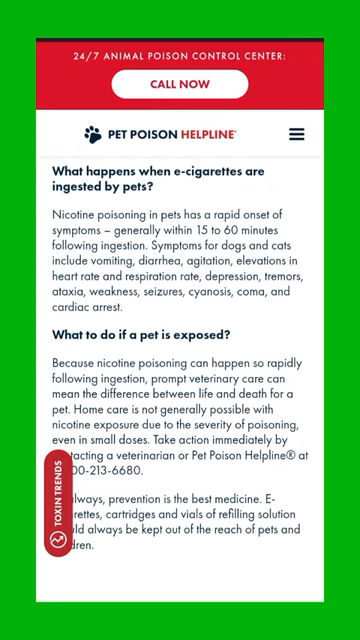 24/7 ANIMAL POISON CONTROL CENTER:
CALL NOW
PET POISON HELPLINE
What happens when e-cigarettes are
ingested by pets?
Nicotine poisoning in pets has a rapid onset of
symptoms – generally within 15 to 60 minutes
following ingestion. Symptoms for dogs and cats
include vomiting, diarrhea, agitation, elevations in
heart rate and respiration rate, depression, tremors,
ataxia, weakness, seizures, cyanosis, coma, and
cardiac arrest.
What to do if a pet is exposed?
Because nicotine poisoning can happen so rapidly
following ingestion, prompt veterinary care can
mean the difference between life and death for a
pet. Home care is not generally possible with
nicotine exposure due to the severity of poisoning,
even in small doses. Take action immediately by
a veterinarian or Pet Poison Helpline® at
00-213-6680.
always, prevention is the best medicine. E-
cartridges and vials of refilling solution
always be kept out of the reach of pets and
TOXIN TRENDS